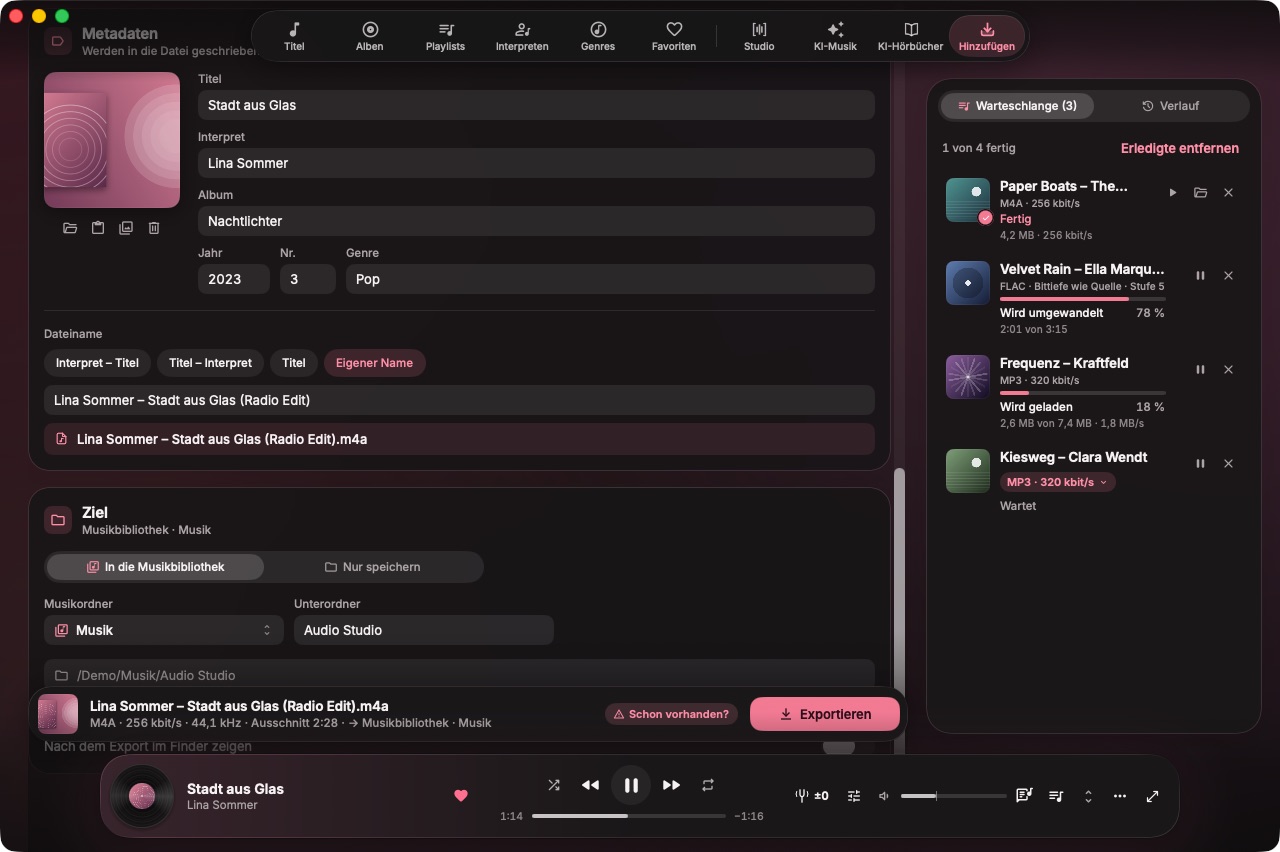 Titel
Alben
Playlists
Interpreten
Genres
Favoriten
Studio
KI-Musik
KI-Hörbücher
Hinzufügen
Metadaten
Werden in die Datei geschrieben
Titel
Stadt aus Glas
Interpret
Lina Sommer
Album
Nachtlichter
Jahr
Nr.
Genre
2023
3
Pop
Dateiname
Interpret – Titel
Titel – Interpret
Titel
Eigener Name
Lina Sommer – Stadt aus Glas (Radio Edit)
Lina Sommer – Stadt aus Glas (Radio Edit).m4a
Ziel
Musikbibliothek · Musik
In die Musikbibliothek
Nur speichern
Musikordner
Unterordner
Musik
Audio Studio
/Demo/Musik/Audio Studio
Lina Sommer – Stadt aus Glas (Radio Edit).m4a
M4A · 256 kbit/s · 44,1 kHz · Ausschnitt 2:28 · → Musikbibliothek · Musik
Schon vorhanden?
Exportieren
Nach dem Export im Finder zeigen
Warteschlange (3)
Verlauf
1 von 4 fertig
Erledigte entfernen
Paper Boats – The…
M4A · 256 kbit/s
Fertig
4,2 MB · 256 kbit/s
Velvet Rain – Ella Marqu…
FLAC · Bittiefe wie Quelle · Stufe 5
Wird umgewandelt
78 %
2:01 von 3:15
Frequenz – Kraftfeld
MP3 · 320 kbit/s
Wird geladen
18 %
2,6 MB von 7,4 MB · 1,8 MB/s
Kiesweg – Clara Wendt
MP3 · 320 kbit/s
Wartet
Stadt aus Glas
Lina Sommer
1:14
−1:16
±0